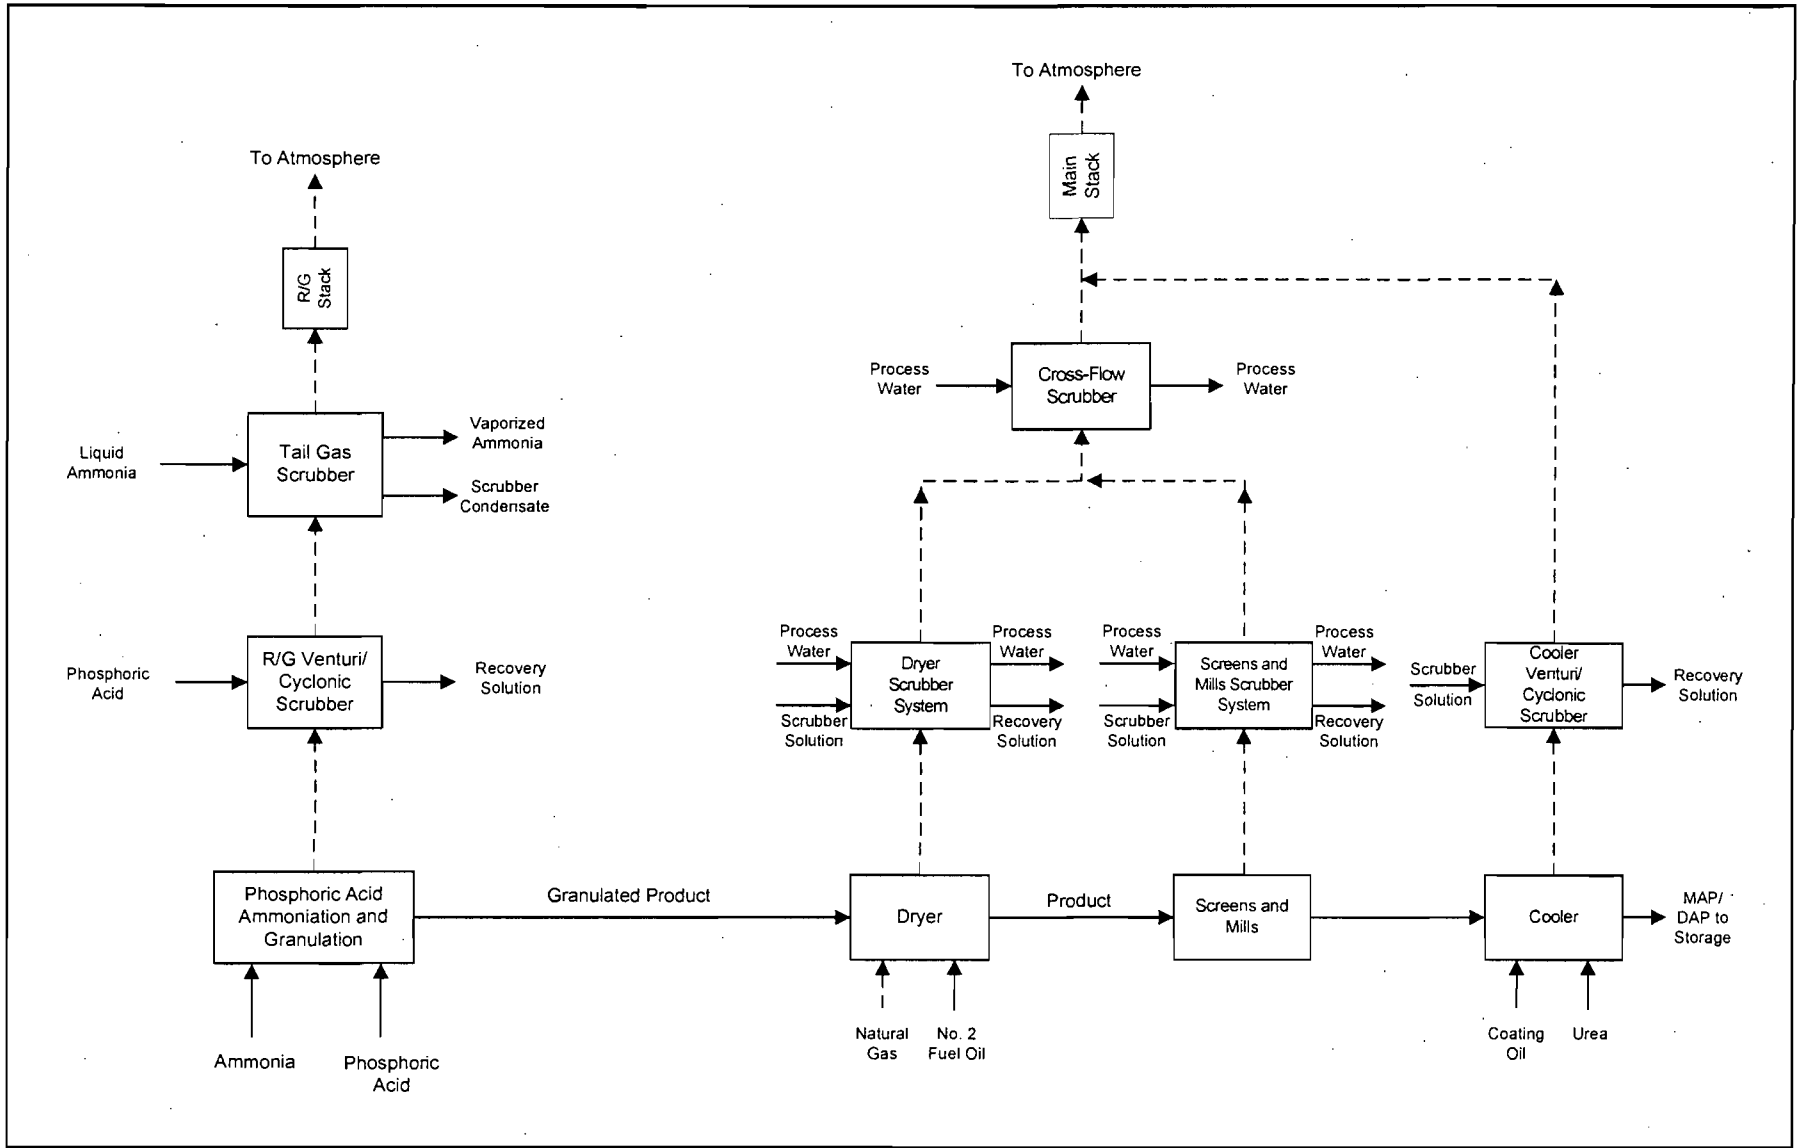 To Atmosphere
Main
Stack
To Atmosphere
R/G
Stack
Process
Water
Cross-Flow
Scrubber
Process
Water
Liquid
Ammonia
Tail Gas
Scrubber
Vaporized
Ammonia
Scrubber
Condensate
Phosphoric
Acid
R/G Venturi/
Cyclonic
Scrubber
Recovery
Solution
Process
Water
Scrubber
Solution
Dryer
Scrubber
System
Process
Water
Recovery
Solution
Process
Water
Scrubber
Solution
Screens and
Mills Scrubber
System
Process
Water
Recovery
Solution
Scrubber
Solution
Cooler
Venturi/
Cyclonic
Scrubber
Recovery
Solution
Phosphoric Acid
Ammoniation and
Granulation
Granulated Product
Dryer
Product
Screens and
Mills
Cooler
MAP/
DAP to
Storage
Ammonia
Phosphoric
Acid
Natural
Gas
No. 2
Fuel Oil
Coating
Oil
Urea